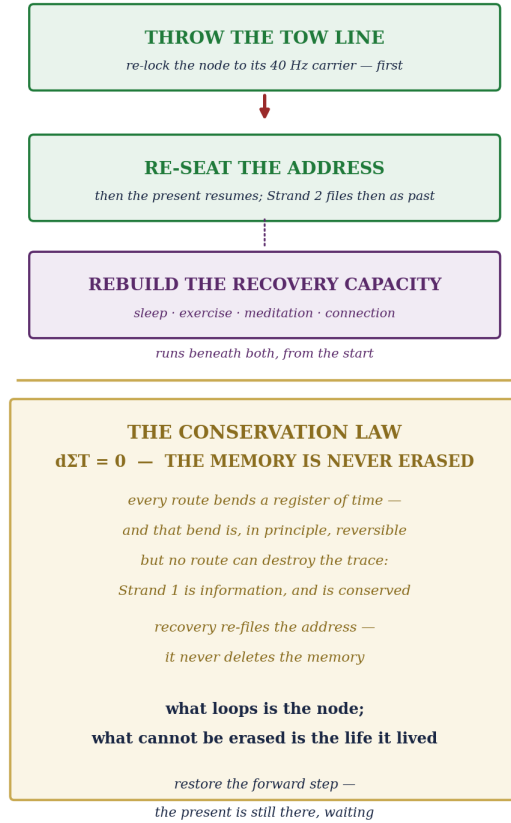 THROW THE TOW LINE
re-lock the node to its 40 Hz carrier — first
RE-SEAT THE ADDRESS
then the present resumes; Strand 2 files then as past
REBUILD THE RECOVERY CAPACITY
sleep · exercise · meditation · connection
runs beneath both, from the start
THE CONSERVATION LAW
dΣT = 0 — THE MEMORY IS NEVER ERASED
every route bends a register of time —
and that bend is, in principle, reversible
but no route can destroy the trace:
Strand 1 is information, and is conserved
recovery re-files the address —
it never deletes the memory
what loops is the node;
what cannot be erased is the life it lived
restore the forward step —
the present is still there, waiting